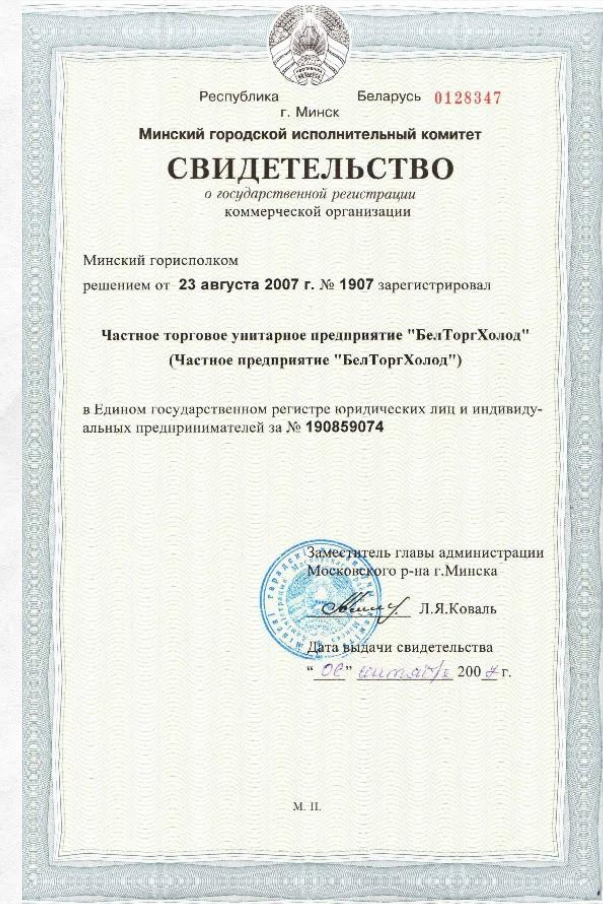 Республика Беларусь 0128347
г. Минск
Минский городской исполнительный комитет
СВИДЕТЕЛЬСТВО
о государственной регистрации
коммерческой организации
Минский горисполком
решением от 23 августа 2007 г. № 1907 зарегистрировал
Частное торговое унитарное предприятие "БелТоргХолод"
(Частное предприятие "БелТоргХолод")
в Едином государственном регистре юридических лиц и индивиду-
альных предпринимателей за № 190859074
Заместитель главы администрации
Московского р-на г.Минска
Л.Я.Коваль
Дата выдачи свидетельства
сентября 2007 г.
М. П.